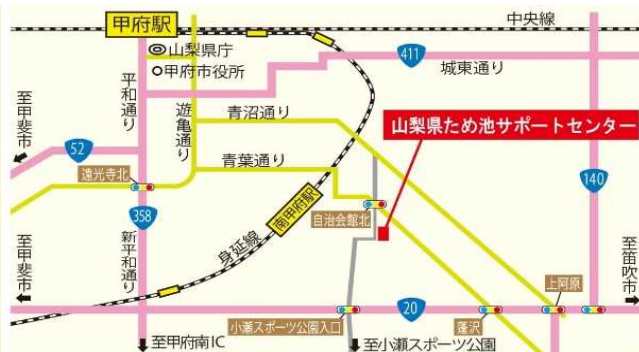 甲府駅
中央線
山梨県庁
甲府市役所
411
城東通り
平和通り
遊亀通り
青沼通り
山梨県ため池サポートセンター
至甲斐市
52
青葉通り
遠光寺北
140
南甲府駅
自治会館北
358
身延線
新平和通り
至甲斐市
至笛吹市
上阿原
20
小瀬スポーツ公園入口
蓬沢
至甲府南IC
至小瀬スポーツ公園